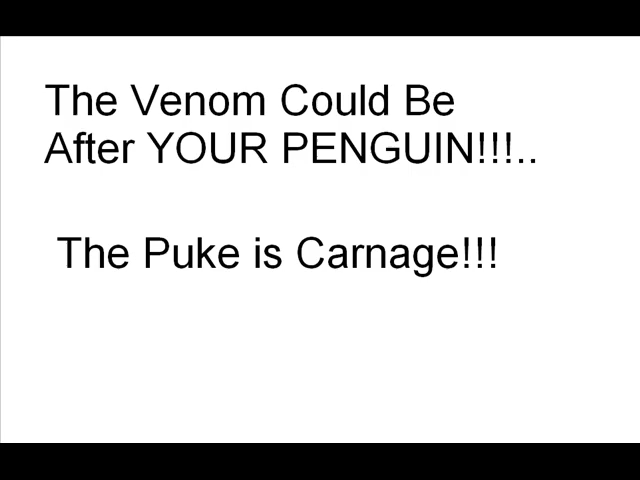 The Venom Could Be
After YOUR PENGUIN!!!..
The Puke is Carnage!!!